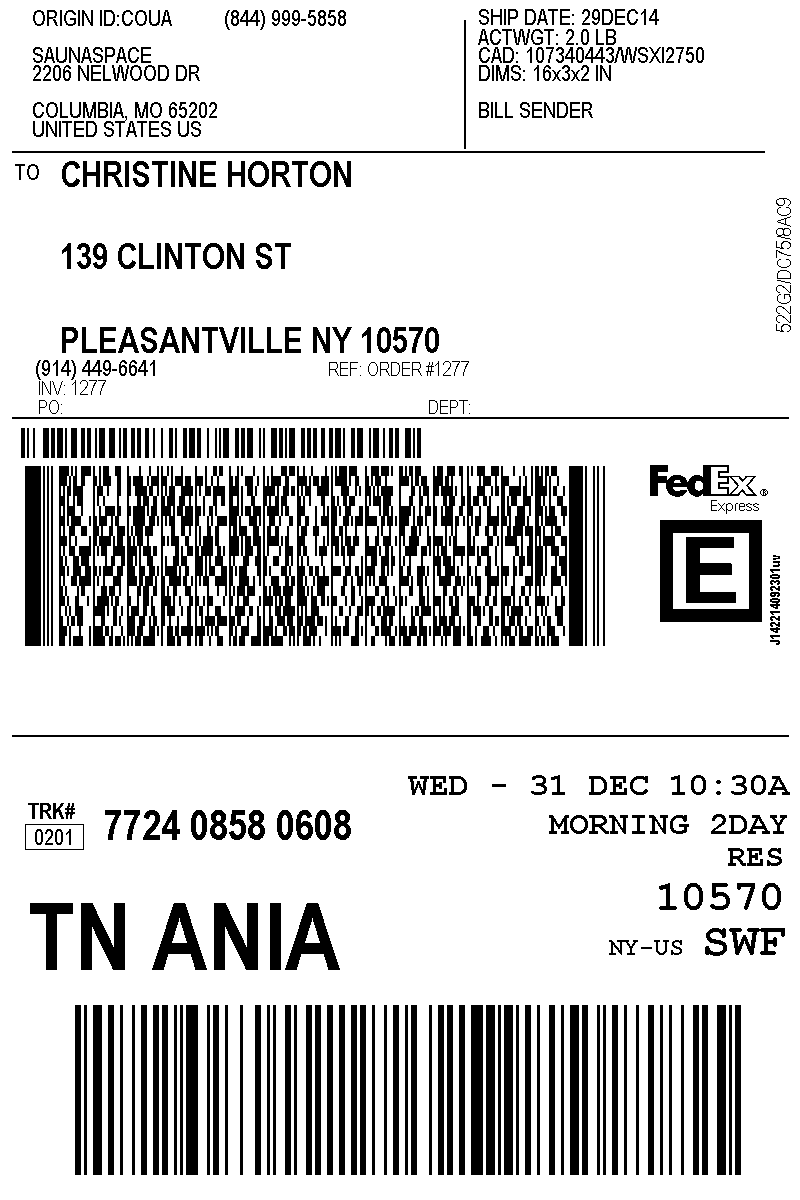 ORIGIN ID:COUA (844) 999-5858
SAUNASPACE
2206 NELWOOD DR
COLUMBIA, MO 65202
UNITED STATES US
SHIP DATE: 29DEC14
ACTWGT: 2.0 LB
CAD: 107340443/WSXI2750
DIMS: 16x3x2 IN
BILL SENDER
TO CHRISTINE HORTON
139 CLINTON ST
PLEASANTVILLE NY 10570
(914) 449-6641 REF: ORDER #1277
INV: 1277
PO: DEPT:
522G2/DC75/8AC9
FedEx®
Express
E
J142214092301uv
WED - 31 DEC 10:30A
TRK# 7724 0858 0608 MORNING 2DAY
0201
RES
10570
TN ANIA NY-US SWF